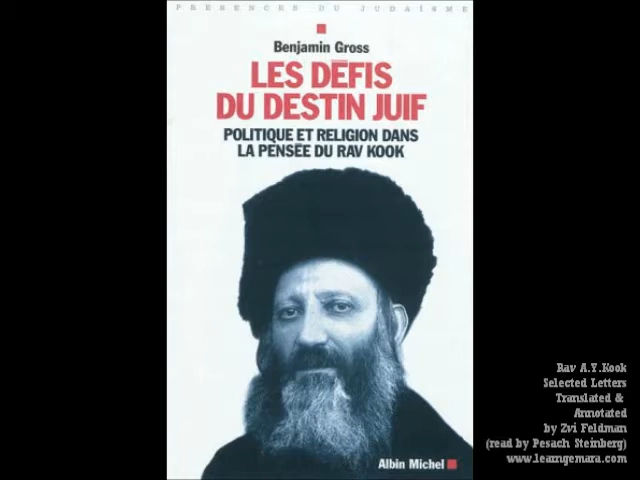 PRÉSENCES DU JUDAÏSME
Benjamin Gross
LES DÉFIS
DU DESTIN JUIF
POLITIQUE ET RELIGION DANS
LA PENSÉE DU RAV KOOK
Albin Michel
Rav A.Y.Kook
Selected Letters
Translated &
Annotated
by Zvi Feldman
(read by Pesach Steinberg)
www.learngemara.com